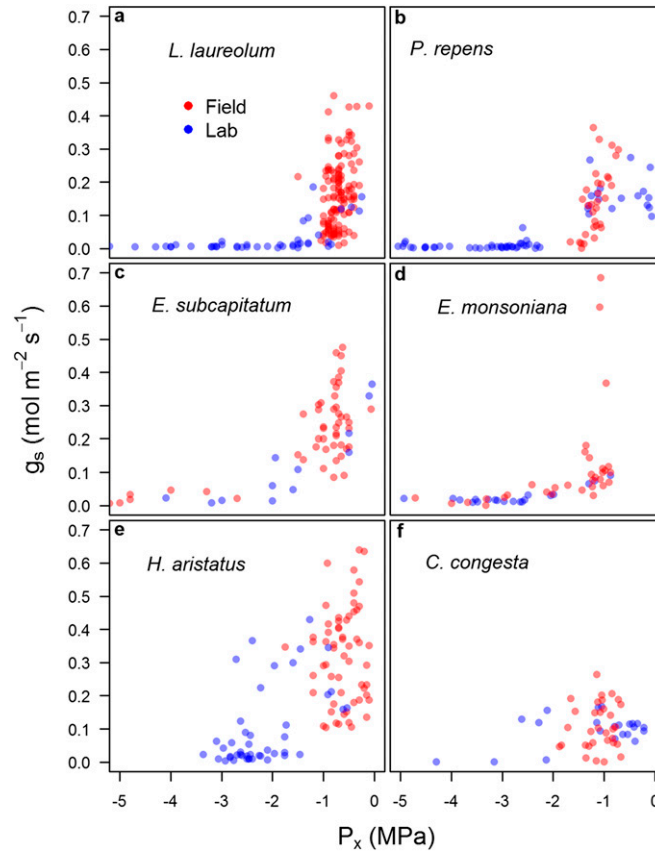 a
L. laureolum
Field
Lab
0.7
0.6
0.5
0.4
0.3
0.2
0.1
0.0
b
P. repens
c
E. subcapitatum
0.7
0.6
0.5
0.4
0.3
0.2
0.1
0.0
d
E. monsoniana
gₛ (mol m⁻² s⁻¹)
e
H. aristatus
0.7
0.6
0.5
0.4
0.3
0.2
0.1
0.0
f
C. congesta
-5 -4 -3 -2 -1 0
-5 -4 -3 -2 -1 0
Pₓ (MPa)